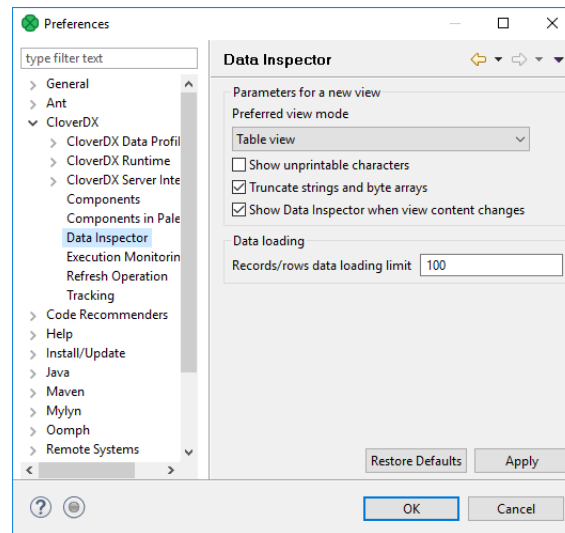 Preferences
type filter text
General
Ant
CloverDX
CloverDX Data Profil
CloverDX Runtime
CloverDX Server Inte
Components
Components in Pale
Data Inspector
Execution Monitorin
Refresh Operation
Tracking
Code Recommenders
Help
Install/Update
Java
Maven
Mylyn
Oomph
Remote Systems
Data Inspector
Parameters for a new view
Preferred view mode
Table view
Show unprintable characters
Truncate strings and byte arrays
Show Data Inspector when view content changes
Data loading
Records/rows data loading limit 100
Restore Defaults Apply
OK Cancel